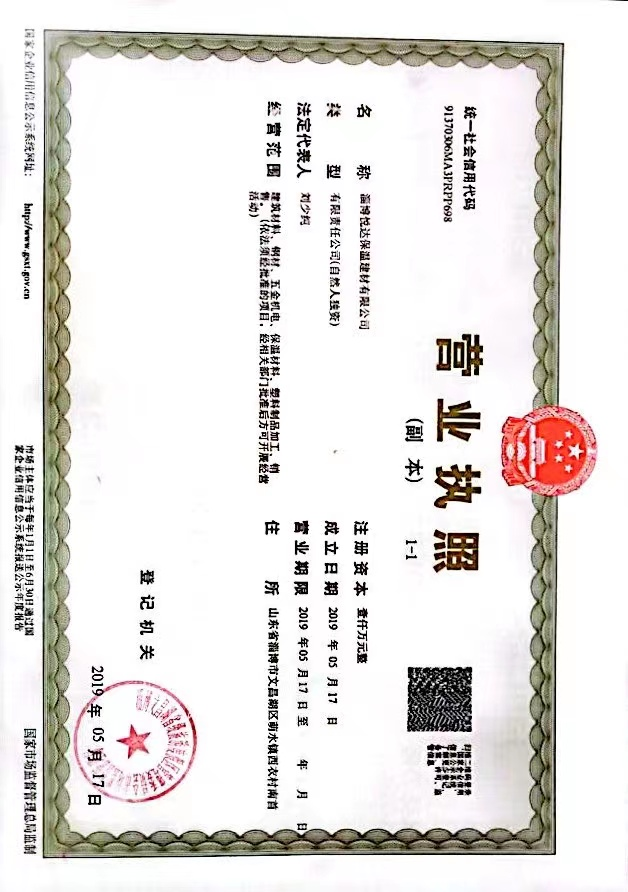 统一社会信用代码
91370306MA3PRPP698
营业执照
(副 本)
1-1
扫描二维码登录
"国家企业信用
信息公示系统"
了解更多登记、
备案、许可、监
管信息
名 称 淄博悦达保温建材有限公司
类 型 有限责任公司(自然人独资)
法定代表人 刘少纯
经营范围 建筑材料、钢材、五金机电、保温材料、塑料制品加工、销
售。(依法须经批准的项目,经相关部门批准后方可开展经营
活动)
注册资本 壹仟万元整
成立日期 2019 年 05 月 17 日
营业期限 2019 年 05 月 17 日 至 年 月 日
住 所 山东省淄博市文昌湖区萌水镇西农村南首
登记机关
2019 年 05 月 17 日
国家企业信用信息公示系统网址: http://www.gsxt.gov.cn
市场主体应当于每年1月1日至6月30日通过国
家企业信用信息公示系统报送公示年度报告
国家市场监督管理总局监制